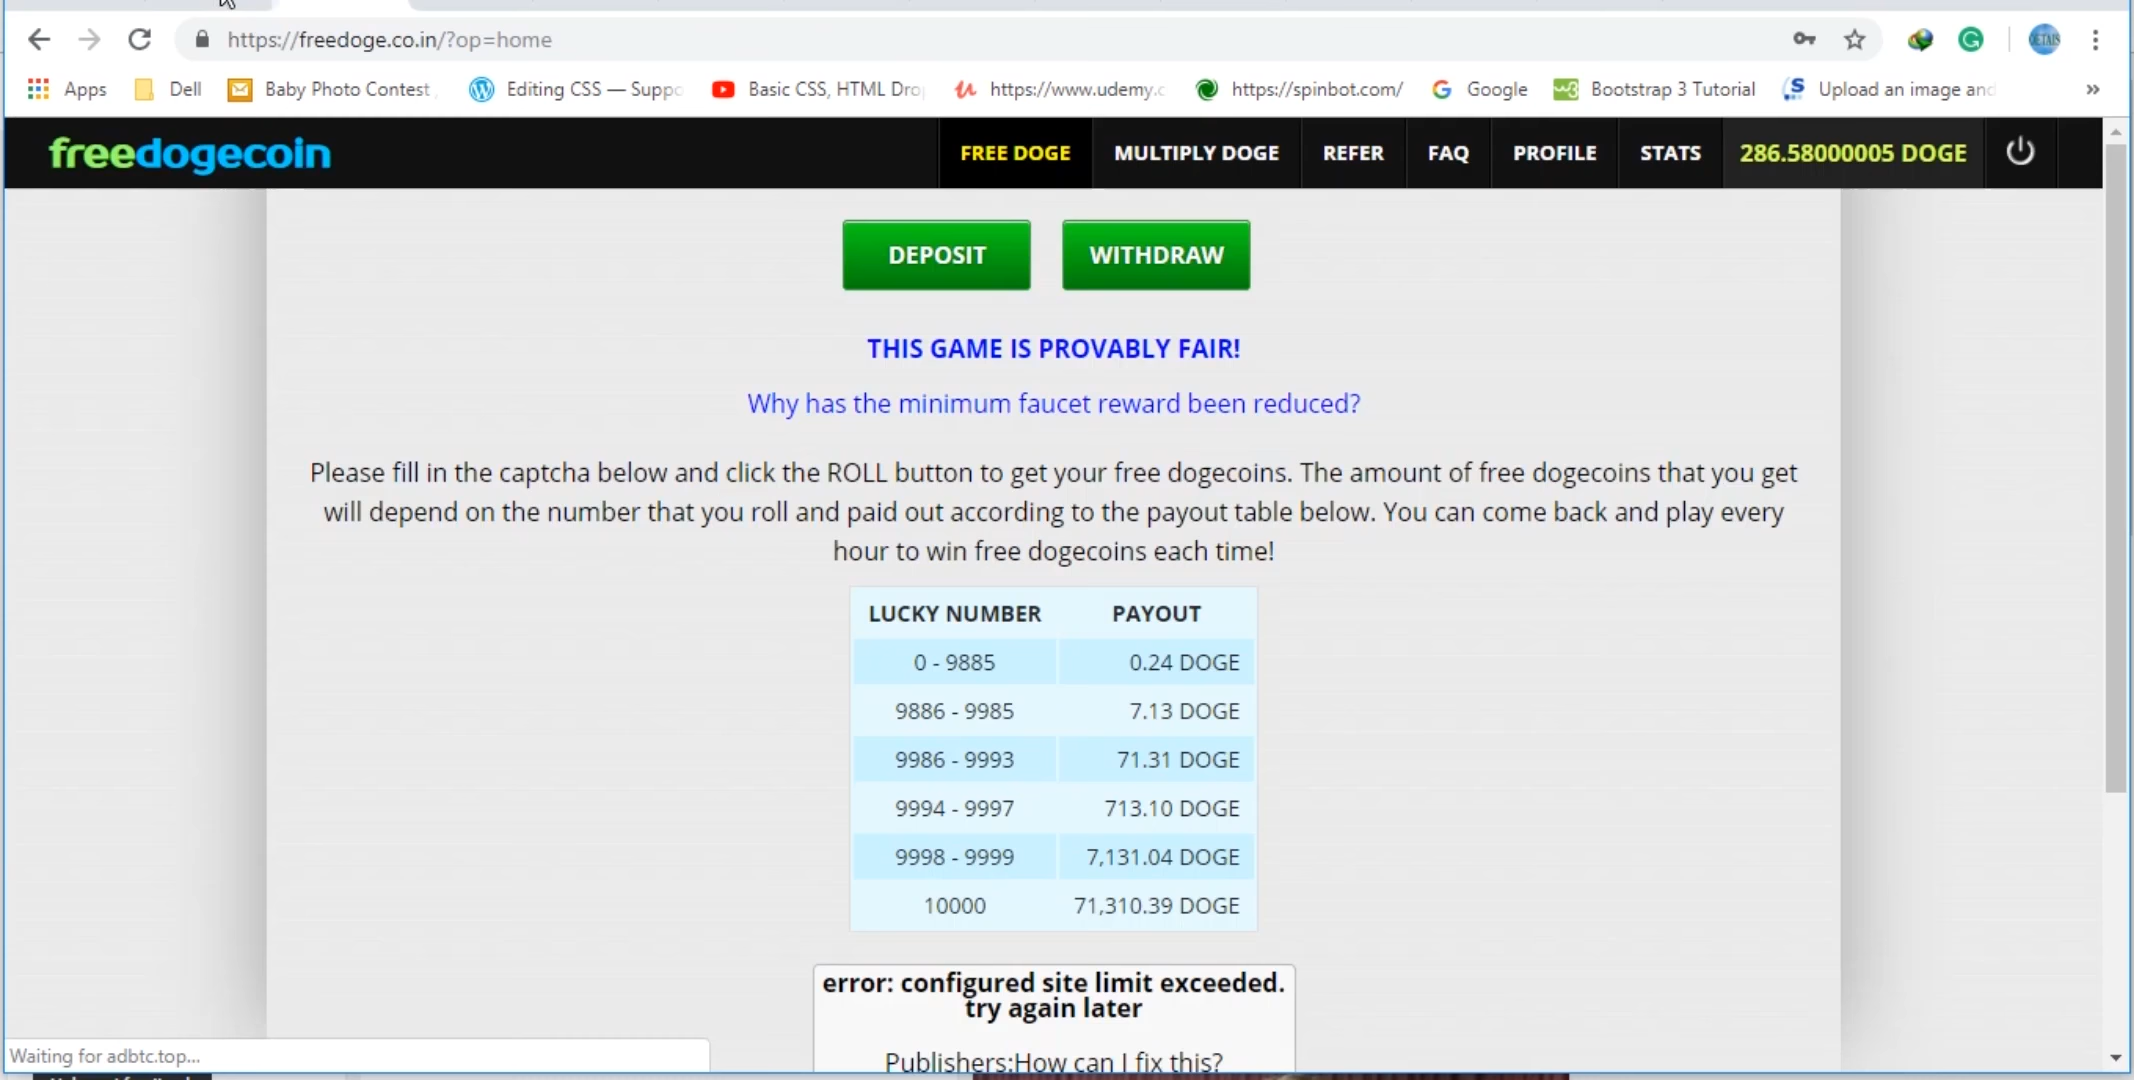 https://freedoge.co.in/?op=home
Apps Dell Baby Photo Contest Editing CSS — Suppo Basic CSS, HTML Dro https://www.udemy.c https://spinbot.com/ Google Bootstrap 3 Tutorial Upload an image and »
freedogecoin FREE DOGE MULTIPLY DOGE REFER FAQ PROFILE STATS 286.58000005 DOGE
DEPOSIT WITHDRAW
THIS GAME IS PROVABLY FAIR!
Why has the minimum faucet reward been reduced?
Please fill in the captcha below and click the ROLL button to get your free dogecoins. The amount of free dogecoins that you get
will depend on the number that you roll and paid out according to the payout table below. You can come back and play every
hour to win free dogecoins each time!
LUCKY NUMBER PAYOUT
0 - 9885 0.24 DOGE
9886 - 9985 7.13 DOGE
9986 - 9993 71.31 DOGE
9994 - 9997 713.10 DOGE
9998 - 9999 7,131.04 DOGE
10000 71,310.39 DOGE
error: configured site limit exceeded.
try again later
Publishers:How can I fix this?
Waiting for adbtc.top...